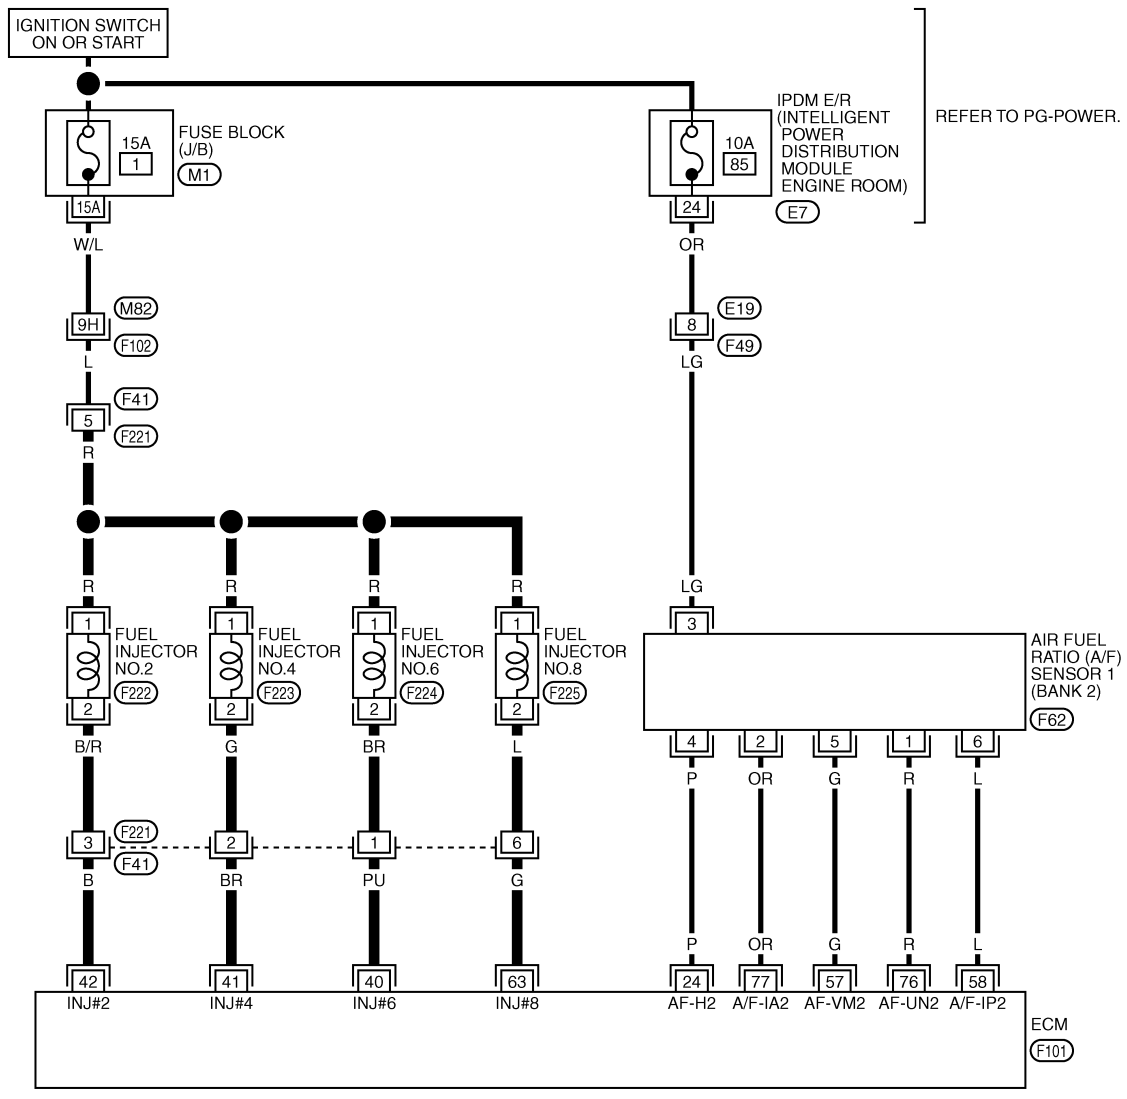 IGNITION SWITCH
ON OR START
15A
1
FUSE BLOCK
(J/B)
M1
15A
W/L
10A
85
IPDM E/R
(INTELLIGENT
POWER
DISTRIBUTION
MODULE
ENGINE ROOM)
E7
24
OR
REFER TO PG-POWER.
M82
9H
F102
L
E19
8
F49
LG
F41
5
F221
R
R
R
R
R
LG
1
1
1
1
3
FUEL
INJECTOR
NO.2
F222
FUEL
INJECTOR
NO.4
F223
FUEL
INJECTOR
NO.6
F224
FUEL
INJECTOR
NO.8
F225
AIR FUEL
RATIO (A/F)
SENSOR 1
(BANK 2)
F62
2
2
2
2
4
2
5
1
6
B/R
G
BR
L
P
OR
G
R
L
3
F221
F41
2
1
6
B
BR
PU
G
P
OR
G
R
L
42
41
40
63
24
77
57
76
58
INJ#2
INJ#4
INJ#6
INJ#8
AF-H2
A/F-IA2
AF-VM2
AF-UN2
A/F-IP2
ECM
F101